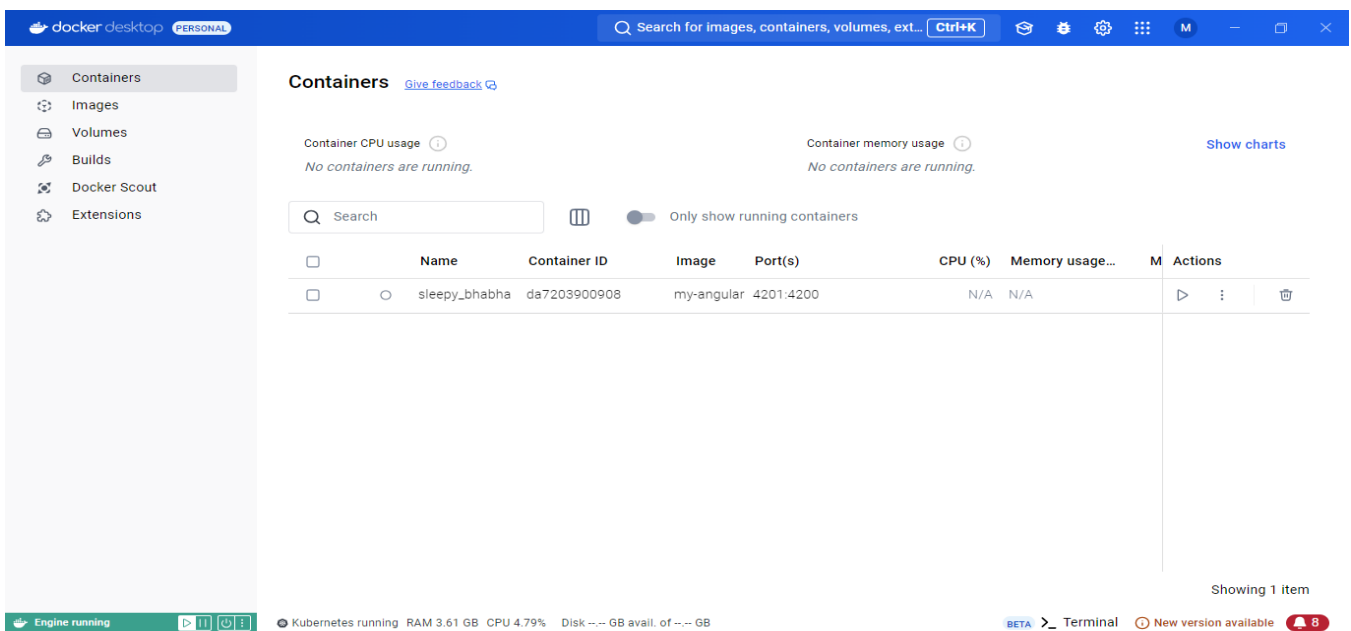 docker desktop PERSONAL Search for images, containers, volumes, ext... Ctrl+K M
Containers
Images
Volumes
Builds
Docker Scout
Extensions
Containers Give feedback
Container CPU usage
No containers are running.
Container memory usage
No containers are running.
Show charts
Search
Only show running containers
Name Container ID Image Port(s) CPU (%) Memory usage... M Actions
sleepy_bhabha da7203900908 my-angular 4201:4200 N/A N/A
Showing 1 item
Engine running Kubernetes running RAM 3.61 GB CPU 4.79% Disk --.-- GB avail. of --.-- GB BETA >_ Terminal New version available 8